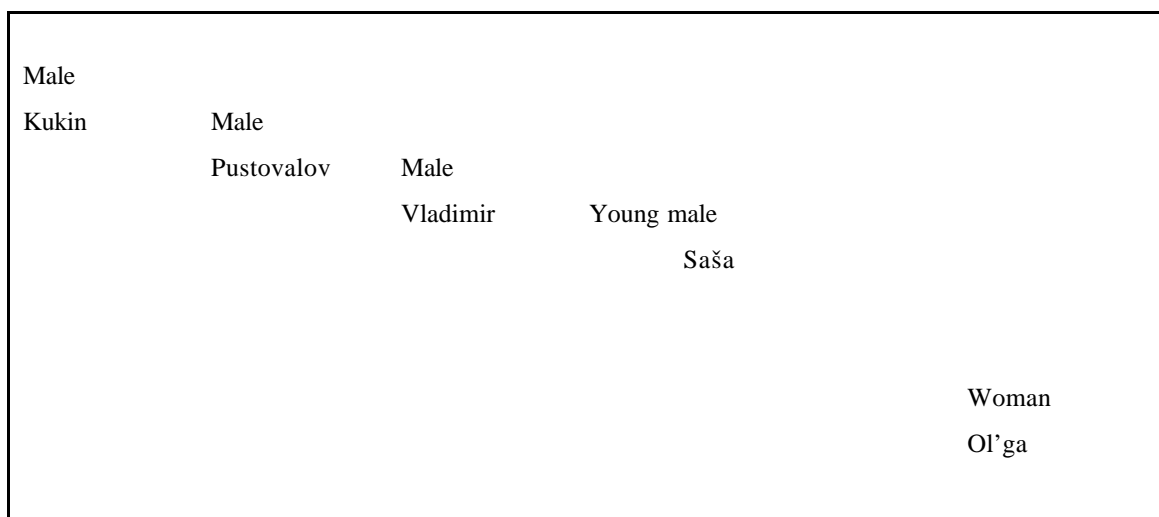 Male
Kukin Male
Pustovalov Male
Vladimir Young male
Saša
Woman
Ol’ga